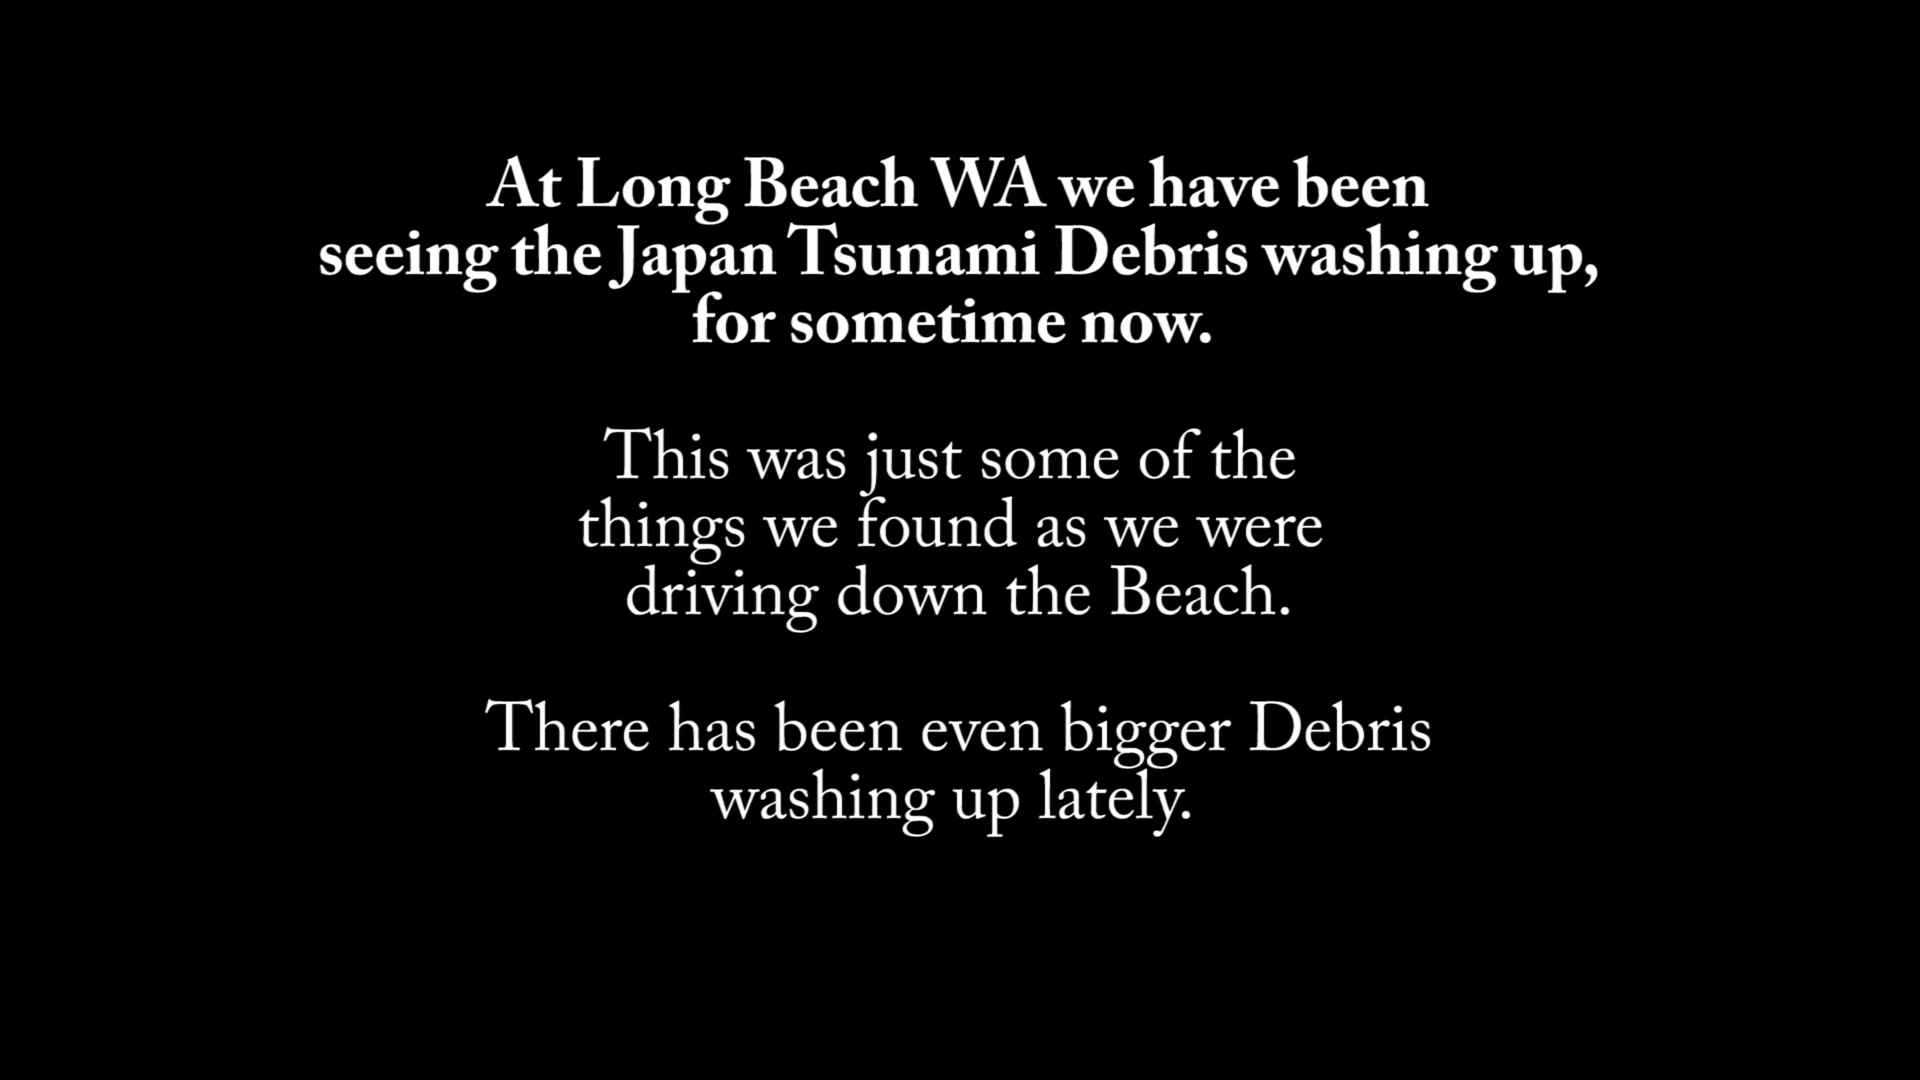 At Long Beach WA we have been
seeing the Japan Tsunami Debris washing up,
for sometime now.
This was just some of the
things we found as we were
driving down the Beach.
There has been even bigger Debris
washing up lately.